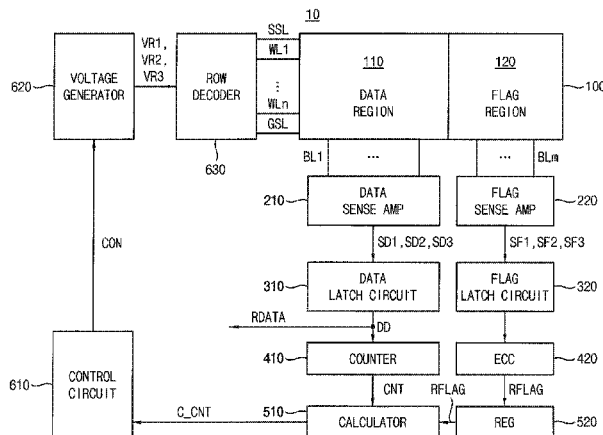 10
VR1,
VR2,
VR3
SSL
WL1
⋮
WLn
GSL
620
VOLTAGE
GENERATOR
ROW
DECODER
630
110
DATA
REGION
120
FLAG
REGION
100
BL1
...
...
BLm
210
DATA
SENSE AMP
FLAG
SENSE AMP
220
CON
SD1,SD2,SD3
SF1,SF2,SF3
310
DATA
LATCH CIRCUIT
FLAG
LATCH CIRCUIT
320
RDATA
DD
410
COUNTER
ECC
420
610
CONTROL
CIRCUIT
CNT
RFLAG
RFLAG
C_CNT
510
CALCULATOR
REG
520